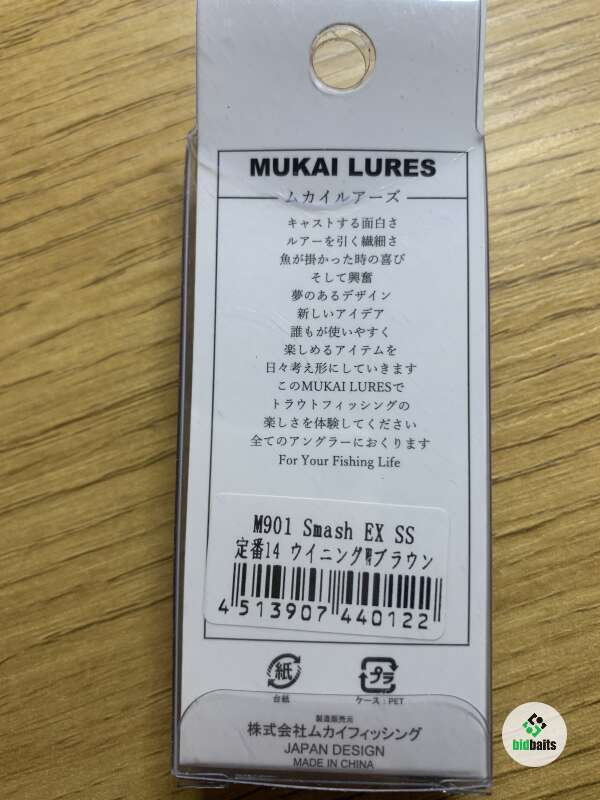 MUKAI LURES
ムカイルアーズ
キャストする面白さ
ルアーを引く繊細さ
魚が掛かった時の喜び
そして興奮
夢のあるデザイン
新しいアイデア
誰もが使いやすく
楽しめるアイテムを
日々考え形にしていきます
このMUKAI LURESで
トラウトフィッシングの
楽しさを体験してください
全てのアングラーにおくります
For Your Fishing Life
M901 Smash EX SS
定番14 ウイニングWブラウン
4 513907 440122
紙
台紙
プラ
ケース:PET
製造販売元
株式会社ムカイフィッシング
JAPAN DESIGN
MADE IN CHINA
bidbaits